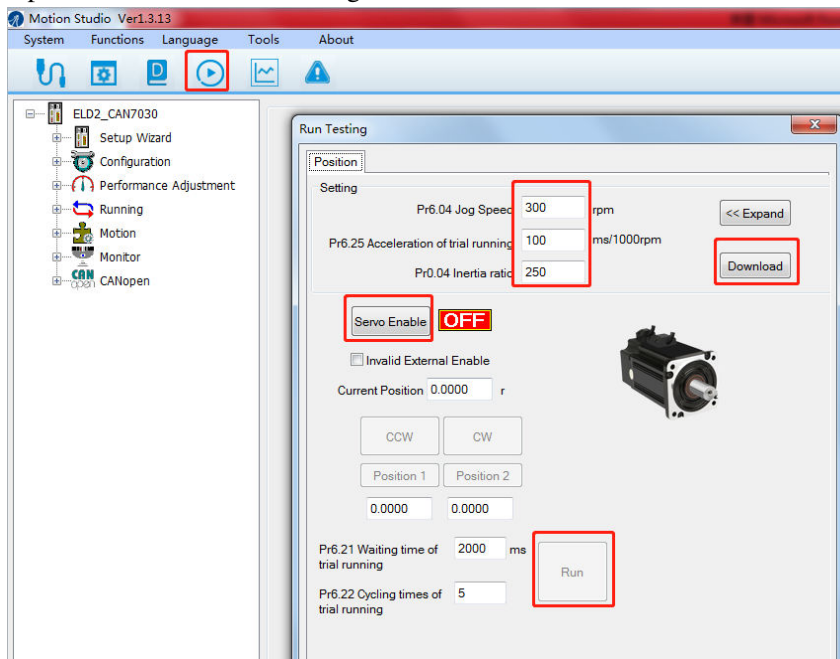 Motion Studio Ver1.3.13
System Functions Language Tools About
D
ELD2_CAN7030
Setup Wizard
Configuration
Performance Adjustment
Running
Motion
Monitor
CAN
open CANopen
Run Testing
Position
Setting
Pr6.04 Jog Speed 300 rpm
<< Expand
Pr6.25 Acceleration of trial running 100 ms/1000rpm
Pr0.04 Inertia ratio 250
Download
Servo Enable OFF
Invalid External Enable
Current Position 0.0000 r
CCW CW
Position 1 Position 2
0.0000 0.0000
Pr6.21 Waiting time of 2000 ms
trial running
Run
Pr6.22 Cycling times of 5
trial running